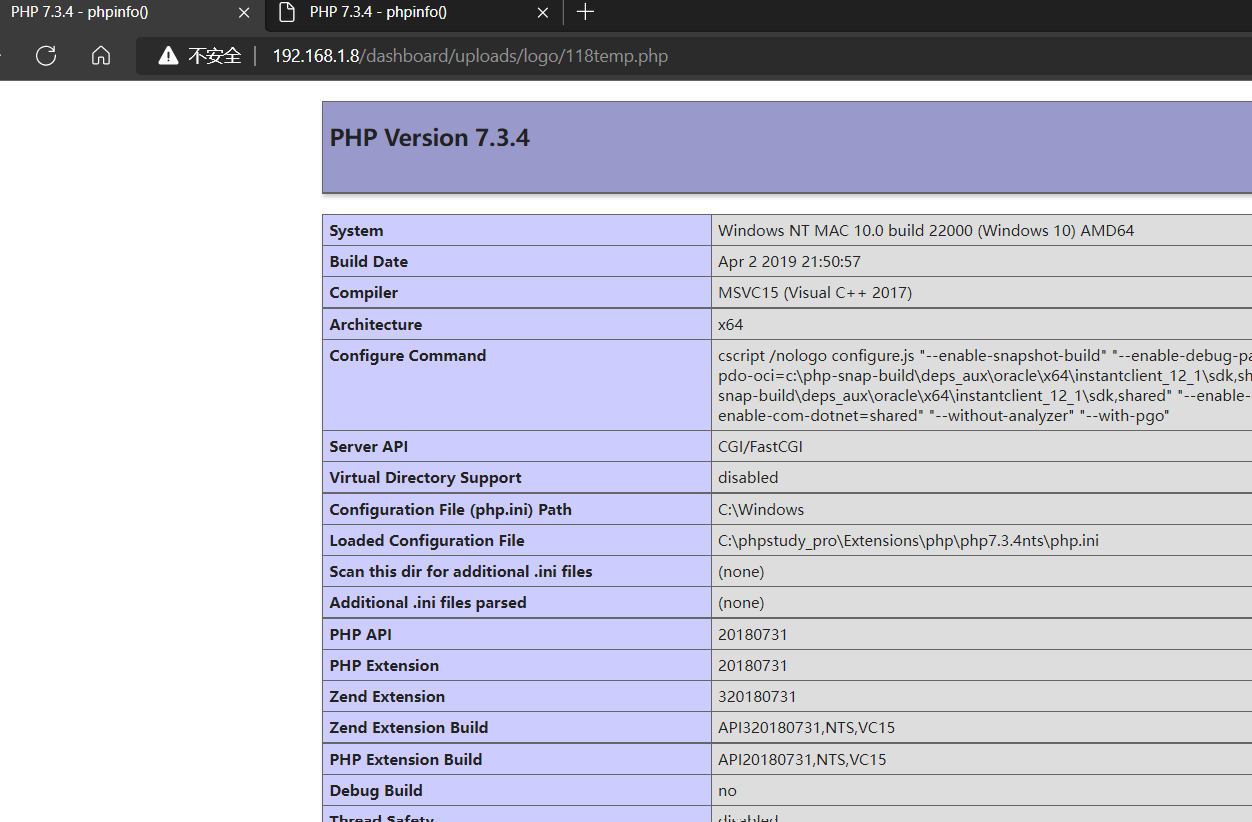 PHP 7.3.4 - phpinfo()
PHP 7.3.4 - phpinfo()
不安全 192.168.1.8/dashboard/uploads/logo/118temp.php
PHP Version 7.3.4
System Windows NT MAC 10.0 build 22000 (Windows 10) AMD64
Build Date Apr 2 2019 21:50:57
Compiler MSVC15 (Visual C++ 2017)
Architecture x64
Configure Command cscript /nologo configure.js "--enable-snapshot-build" "--enable-debug-pa
pdo-oci=c:\php-snap-build\deps_aux\oracle\x64\instantclient_12_1\sdk,sh
snap-build\deps_aux\oracle\x64\instantclient_12_1\sdk,shared" "--enable-
enable-com-dotnet=shared" "--without-analyzer" "--with-pgo"
Server API CGI/FastCGI
Virtual Directory Support disabled
Configuration File (php.ini) Path C:\Windows
Loaded Configuration File C:\phpstudy_pro\Extensions\php\php7.3.4nts\php.ini
Scan this dir for additional .ini files (none)
Additional .ini files parsed (none)
PHP API 20180731
PHP Extension 20180731
Zend Extension 320180731
Zend Extension Build API320180731,NTS,VC15
PHP Extension Build API20180731,NTS,VC15
Debug Build no
Thread Safety disabled